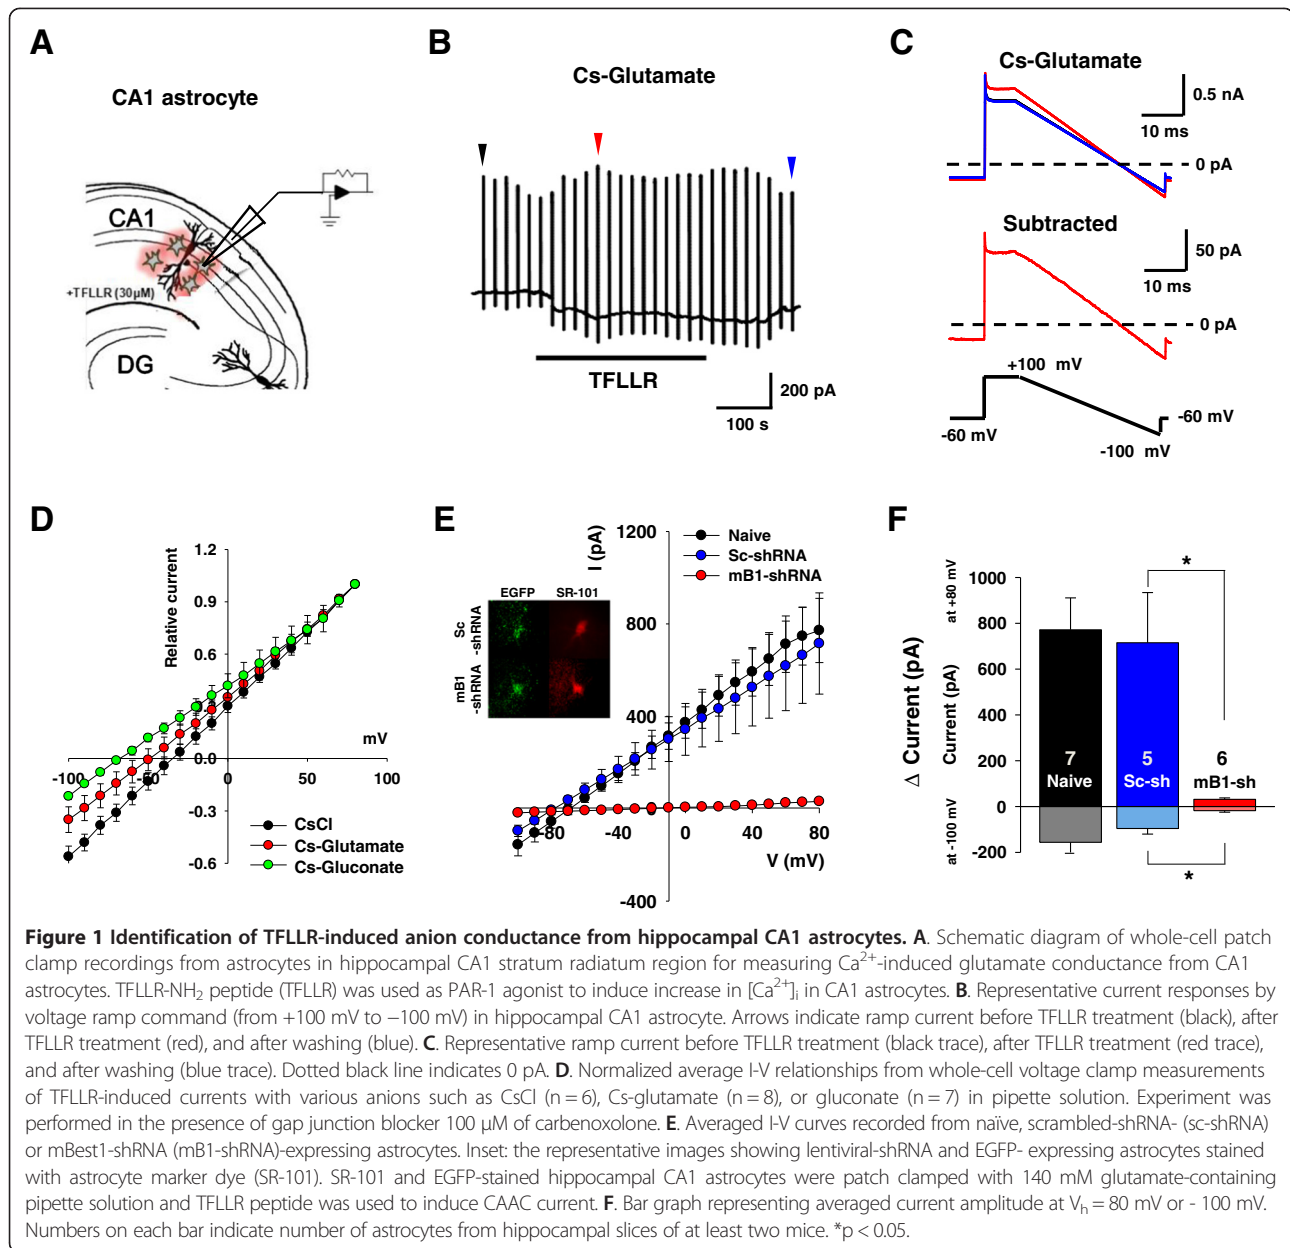 A
CA1 astrocyte
CA1
+TFLLR (30µM)
DG
B
Cs-Glutamate
TFLLR
200 pA
100 s
C
Cs-Glutamate
0.5 nA
10 ms
0 pA
Subtracted
50 pA
10 ms
0 pA
+100 mV
-60 mV
-60 mV
-100 mV
D
Relative current
1.2
0.9
0.6
0.0
-0.3
-0.6
mV
-100
-50
0
50
100
CsCl
Cs-Glutamate
Cs-Gluconate
E
I (pA)
1200
800
400
-400
-80
-40
0
40
80
V (mV)
Naive
Sc-shRNA
mB1-shRNA
EGFP
SR-101
Sc
-shRNA
mB1
-shRNA
F
Δ Current (pA)
Current (pA)
at +80 mV
at -100 mV
1000
800
600
400
200
0
-200
*
7
Naive
5
Sc-sh
6
mB1-sh
*
Figure 1 Identification of TFLLR-induced anion conductance from hippocampal CA1 astrocytes. A. Schematic diagram of whole-cell patch
clamp recordings from astrocytes in hippocampal CA1 stratum radiatum region for measuring Ca²⁺-induced glutamate conductance from CA1
astrocytes. TFLLR-NH₂ peptide (TFLLR) was used as PAR-1 agonist to induce increase in [Ca²⁺]ᵢ in CA1 astrocytes. B. Representative current responses by
voltage ramp command (from +100 mV to −100 mV) in hippocampal CA1 astrocyte. Arrows indicate ramp current before TFLLR treatment (black), after
TFLLR treatment (red), and after washing (blue). C. Representative ramp current before TFLLR treatment (black trace), after TFLLR treatment (red trace),
and after washing (blue trace). Dotted black line indicates 0 pA. D. Normalized average I-V relationships from whole-cell voltage clamp measurements
of TFLLR-induced currents with various anions such as CsCl (n = 6), Cs-glutamate (n = 8), or gluconate (n = 7) in pipette solution. Experiment was
performed in the presence of gap junction blocker 100 µM of carbenoxolone. E. Averaged I-V curves recorded from naïve, scrambled-shRNA- (sc-shRNA)
or mBest1-shRNA (mB1-shRNA)-expressing astrocytes. Inset: the representative images showing lentiviral-shRNA and EGFP- expressing astrocytes stained
with astrocyte marker dye (SR-101). SR-101 and EGFP-stained hippocampal CA1 astrocytes were patch clamped with 140 mM glutamate-containing
pipette solution and TFLLR peptide was used to induce CAAC current. F. Bar graph representing averaged current amplitude at Vₕ = 80 mV or - 100 mV.
Numbers on each bar indicate number of astrocytes from hippocampal slices of at least two mice. *p < 0.05.